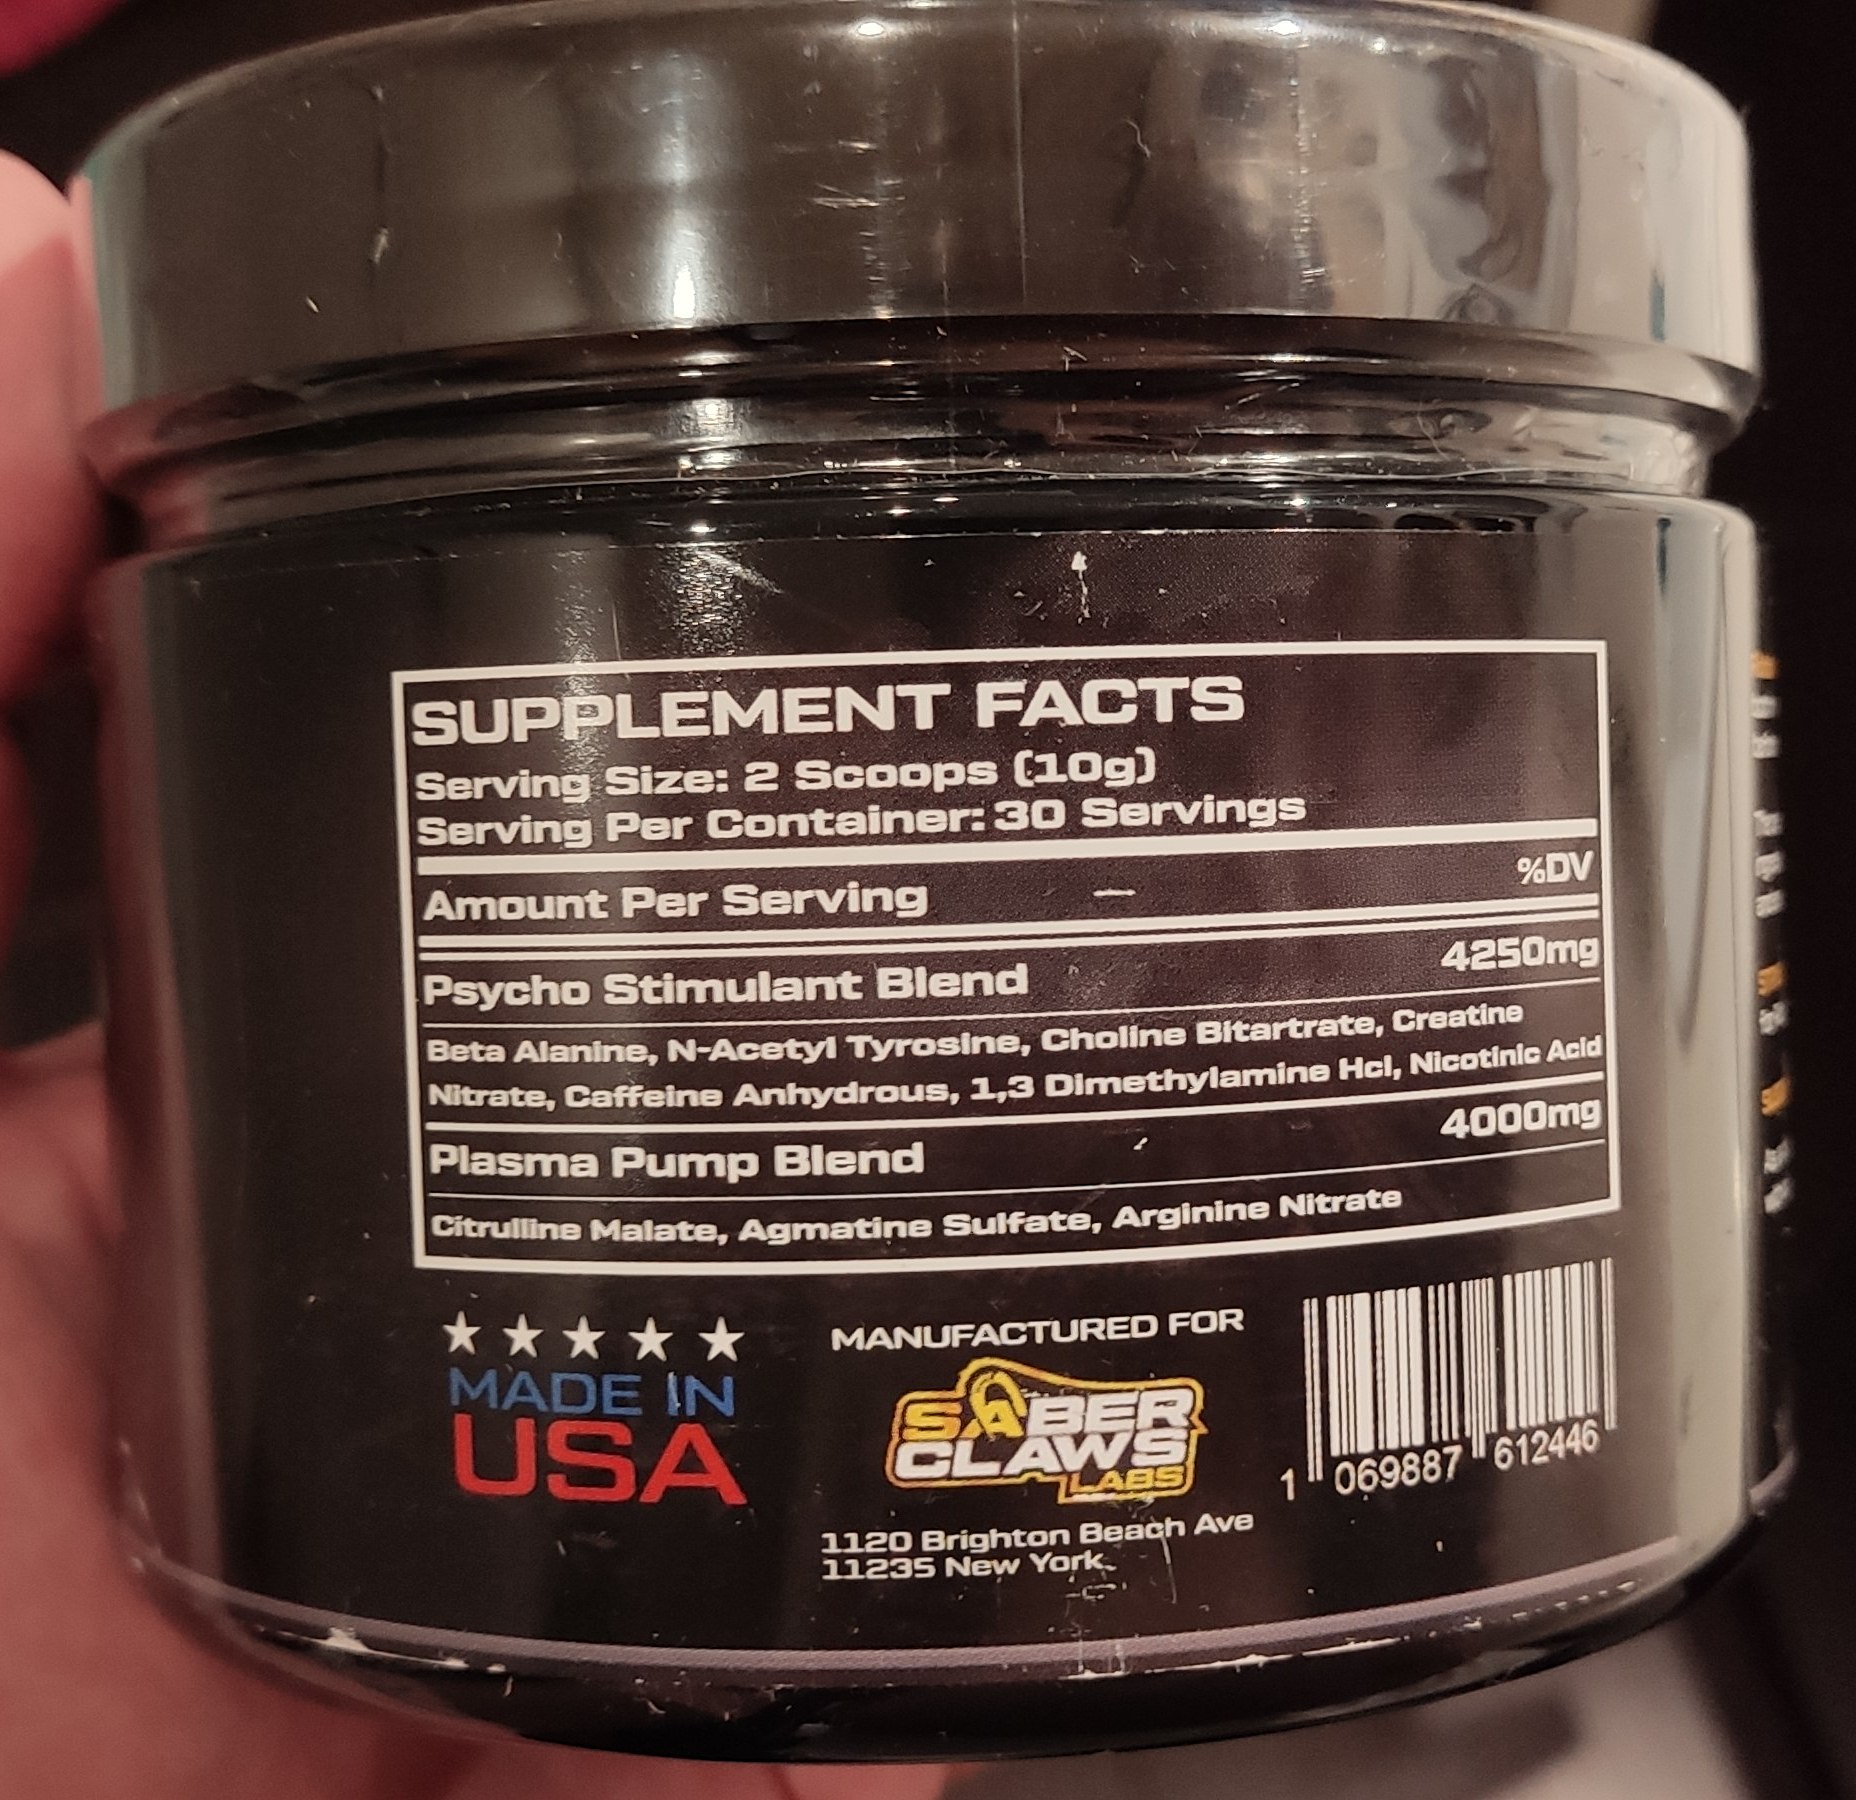 SUPPLEMENT FACTS
Serving Size: 2 Scoops (10g)
Serving Per Container: 30 Servings
%DV
Amount Per Serving
Psycho Stimulant Blend 4250mg
Beta Alanine, N-Acetyl Tyrosine, Choline Bitartrate, Creatine
Nitrate, Caffeine Anhydrous, 1,3 Dimethylamine Hcl, Nicotinic Acid
Plasma Pump Blend 4000mg
Citrulline Malate, Agmatine Sulfate, Arginine Nitrate
MADE IN
USA
MANUFACTURED FOR
SABER
CLAWS
LABS
1120 Brighton Beach Ave
11235 New York
1 069887 612446